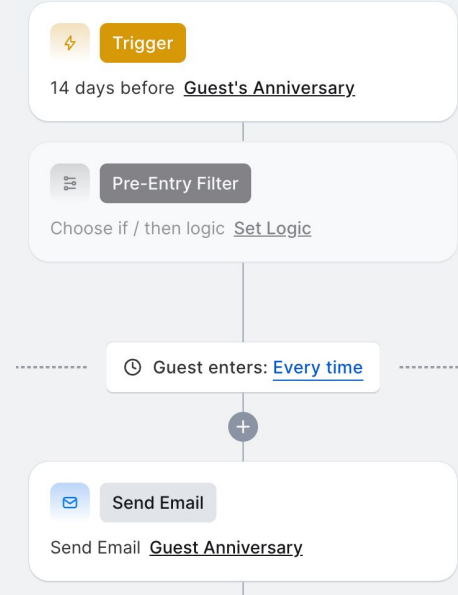 Trigger
14 days before Guest's Anniversary
Pre-Entry Filter
Choose if / then logic Set Logic
Guest enters: Every time
Send Email
Send Email Guest Anniversary